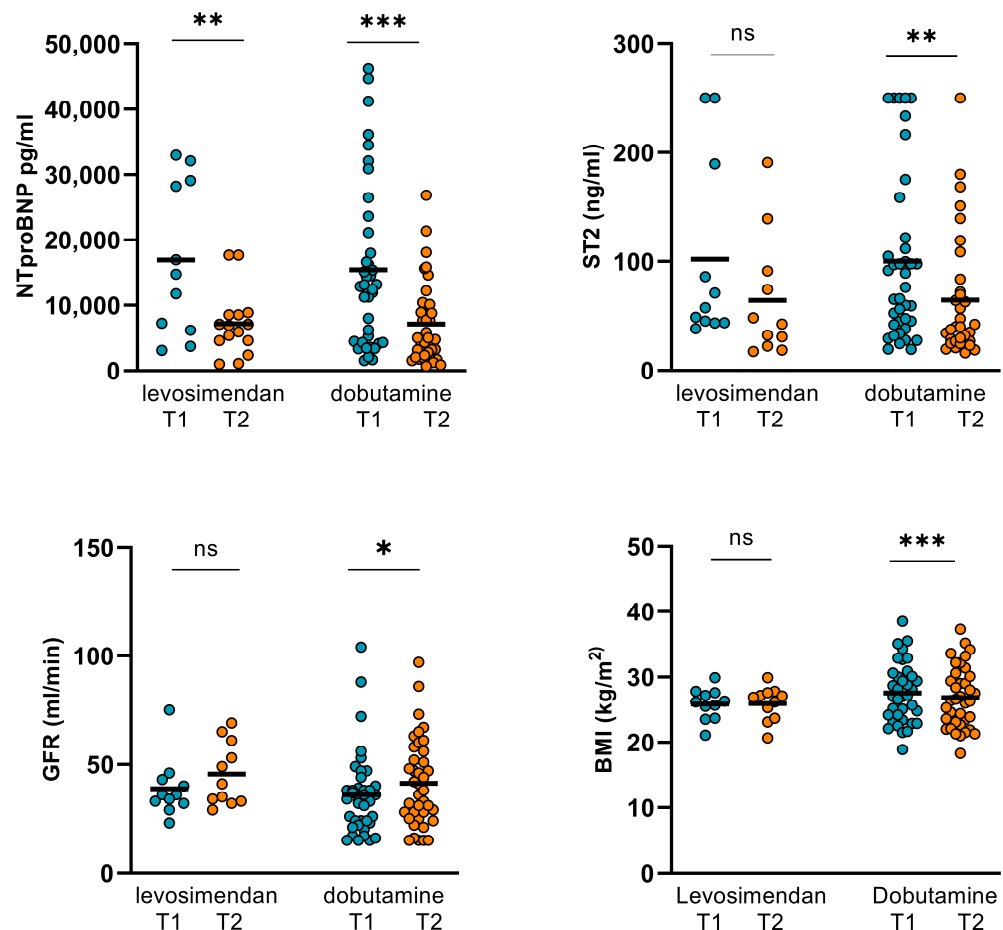 ** ***
50,000
40,000
30,000
20,000
10,000
0
NTproBNP pg/ml
levosimendan dobutamine
T1 T2 T1 T2
ns **
300
200
100
0
ST2 (ng/ml)
levosimendan dobutamine
T1 T2 T1 T2
ns *
150
100
50
0
GFR (ml/min)
levosimendan dobutamine
T1 T2 T1 T2
ns ***
50
40
30
20
10
0
BMI (kg/m²)
Levosimendan Dobutamine
T1 T2 T1 T2